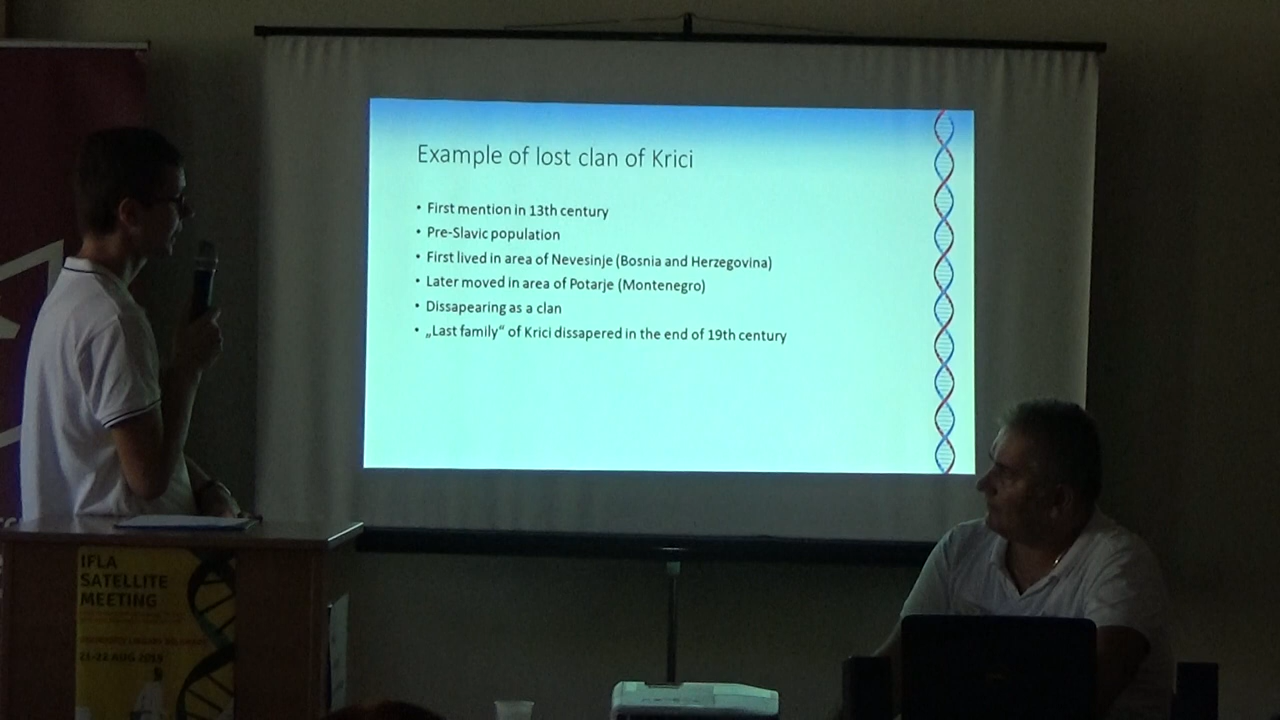 Example of lost clan of Krici
• First mention in 13th century
• Pre-Slavic population
• First lived in area of Nevesinje (Bosnia and Herzegovina)
• Later moved in area of Potarje (Montenegro)
• Dissapearing as a clan
• „Last family“ of Krici dissapered in the end of 19th century
IFLA
SATELLITE
MEETING
21-22 AUG 2019